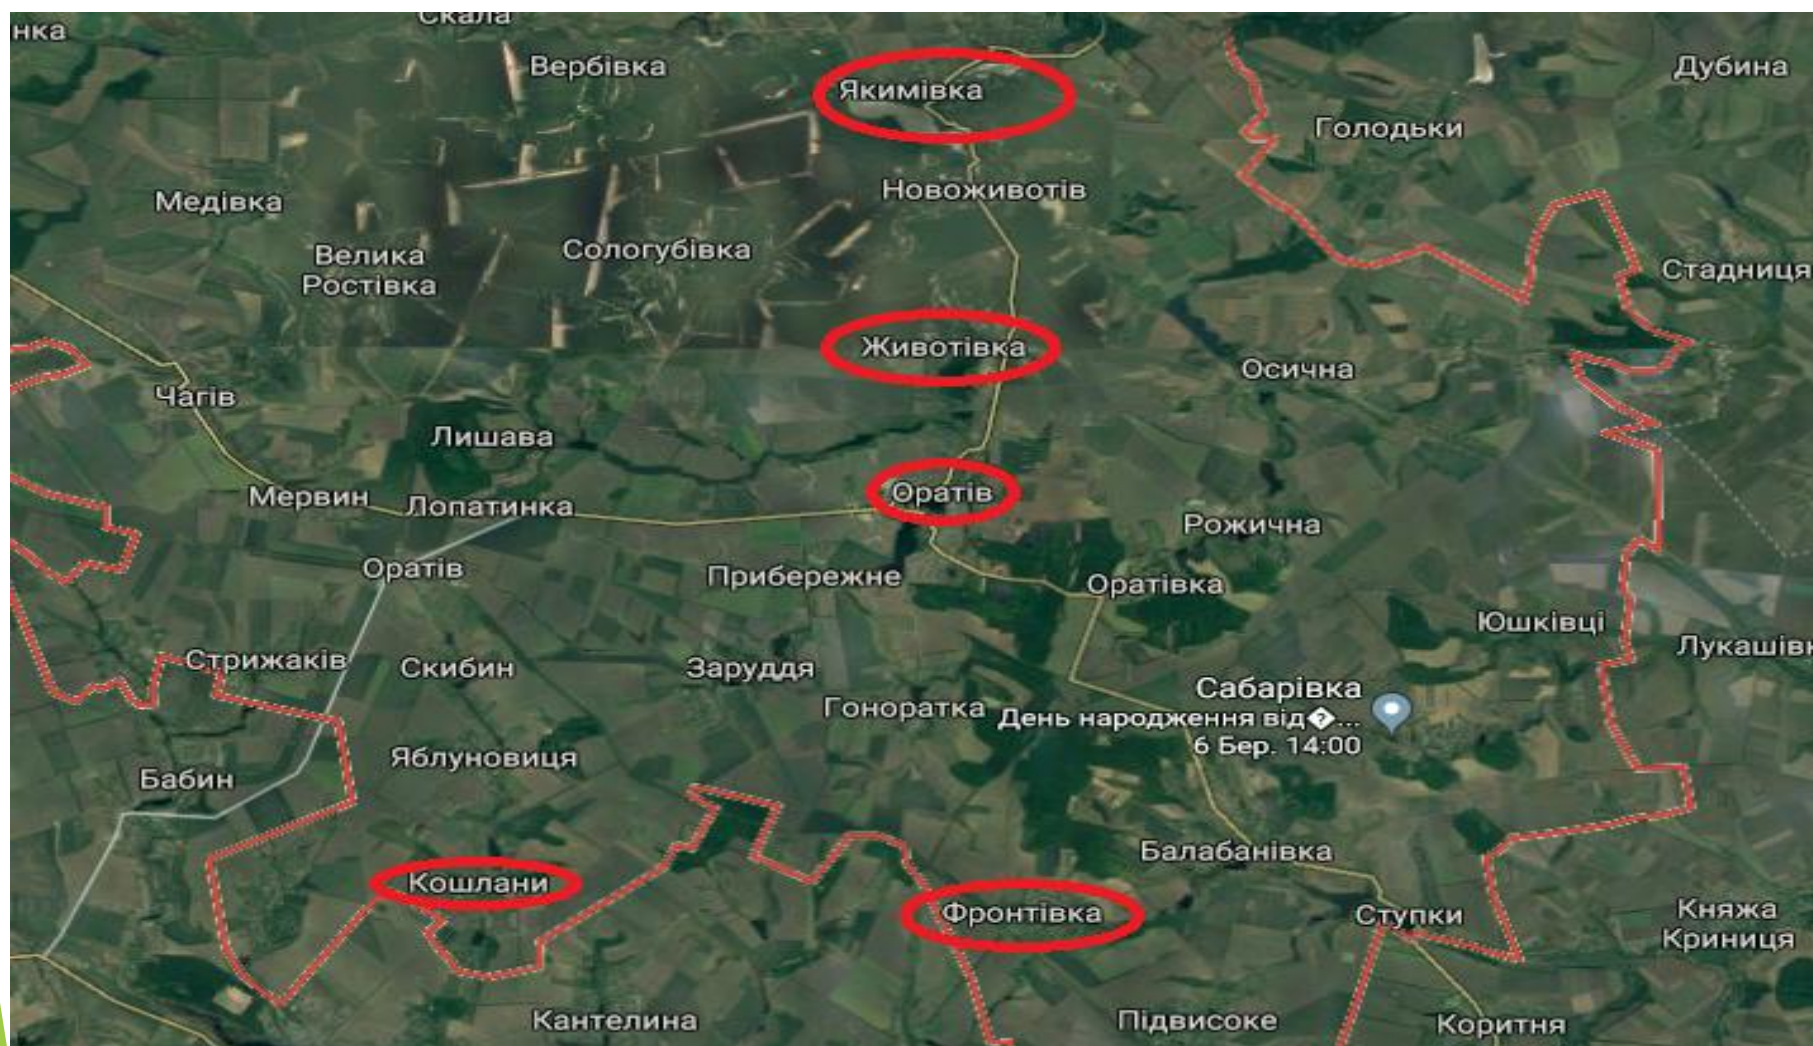 Скала
нка
Вербівка
Якимівка
Дубина
Голодьки
Новоживотів
Медівка
Сологубівка
Велика
Ростівка
Стадниця
Животівка
Осична
Чагів
Лишава
Мервин
Лопатинка
Оратів
Рожична
Оратів
Прибережне
Оратівка
Юшківці
Лукашівк
Стрижаків
Скибин
Заруддя
Гоноратка
Сабарівка
День народження від�...
6 Бер. 14:00
Яблуновиця
Бабин
Балабанівка
Кошлани
Фронтівка
Ступки
Княжа
Криниця
Кантелина
Підвисоке
Коритня